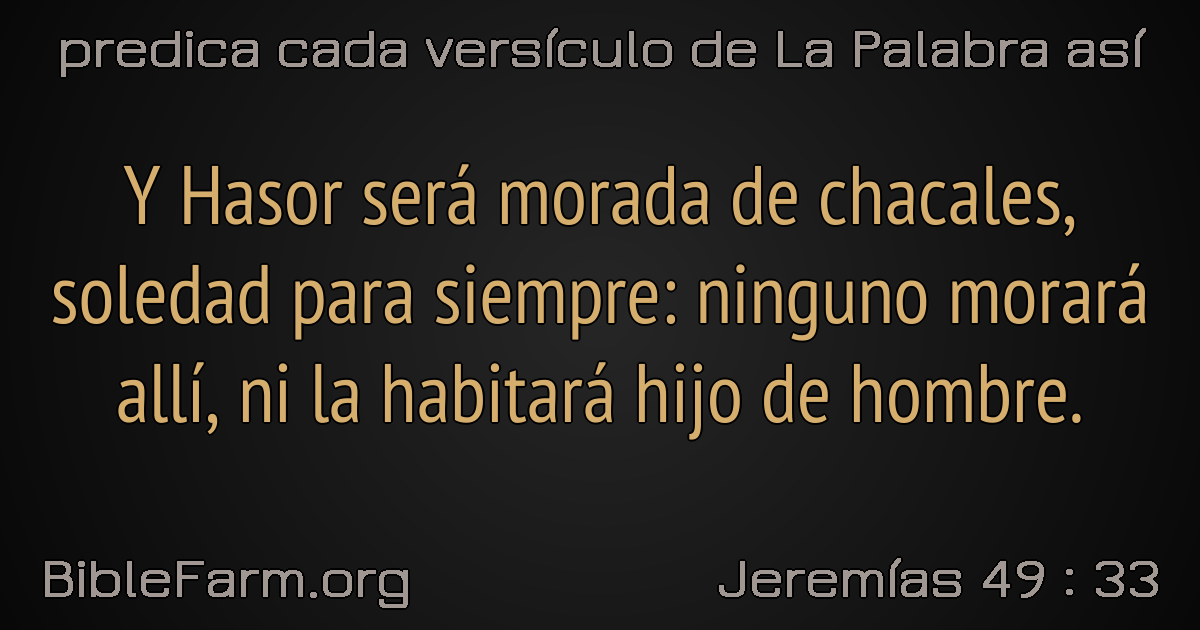 predica cada versículo de La Palabra así
Y Hasor será morada de chacales,
soledad para siempre: ninguno morará
allí, ni la habitará hijo de hombre.
BibleFarm.org
Jeremías 49 : 33